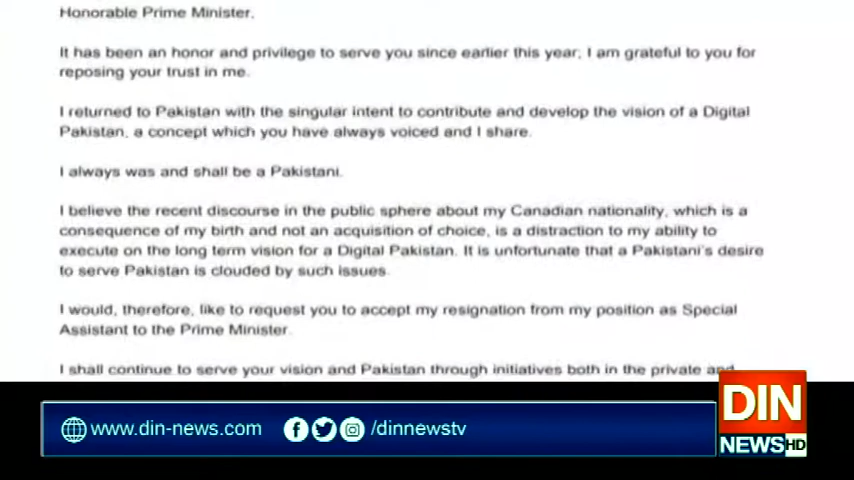 Honorable Prime Minister,
It has been an honor and privilege to serve you since earlier this year, I am grateful to you for
reposing your trust in me.
I returned to Pakistan with the singular intent to contribute and develop the vision of a Digital
Pakistan, a concept which you have always voiced and I share.
I always was and shall be a Pakistani.
I believe the recent discourse in the public sphere about my Canadian nationality, which is a
consequence of my birth and not an acquisition of choice, is a distraction to my ability to
execute on the long term vision for a Digital Pakistan. It is unfortunate that a Pakistani's desire
to serve Pakistan is clouded by such issues.
I would, therefore, like to request you to accept my resignation from my position as Special
Assistant to the Prime Minister.
I shall continue to serve your vision and Pakistan through initiatives both in the private and
www.din-news.com /dinnewstv
DIN
NEWS HD